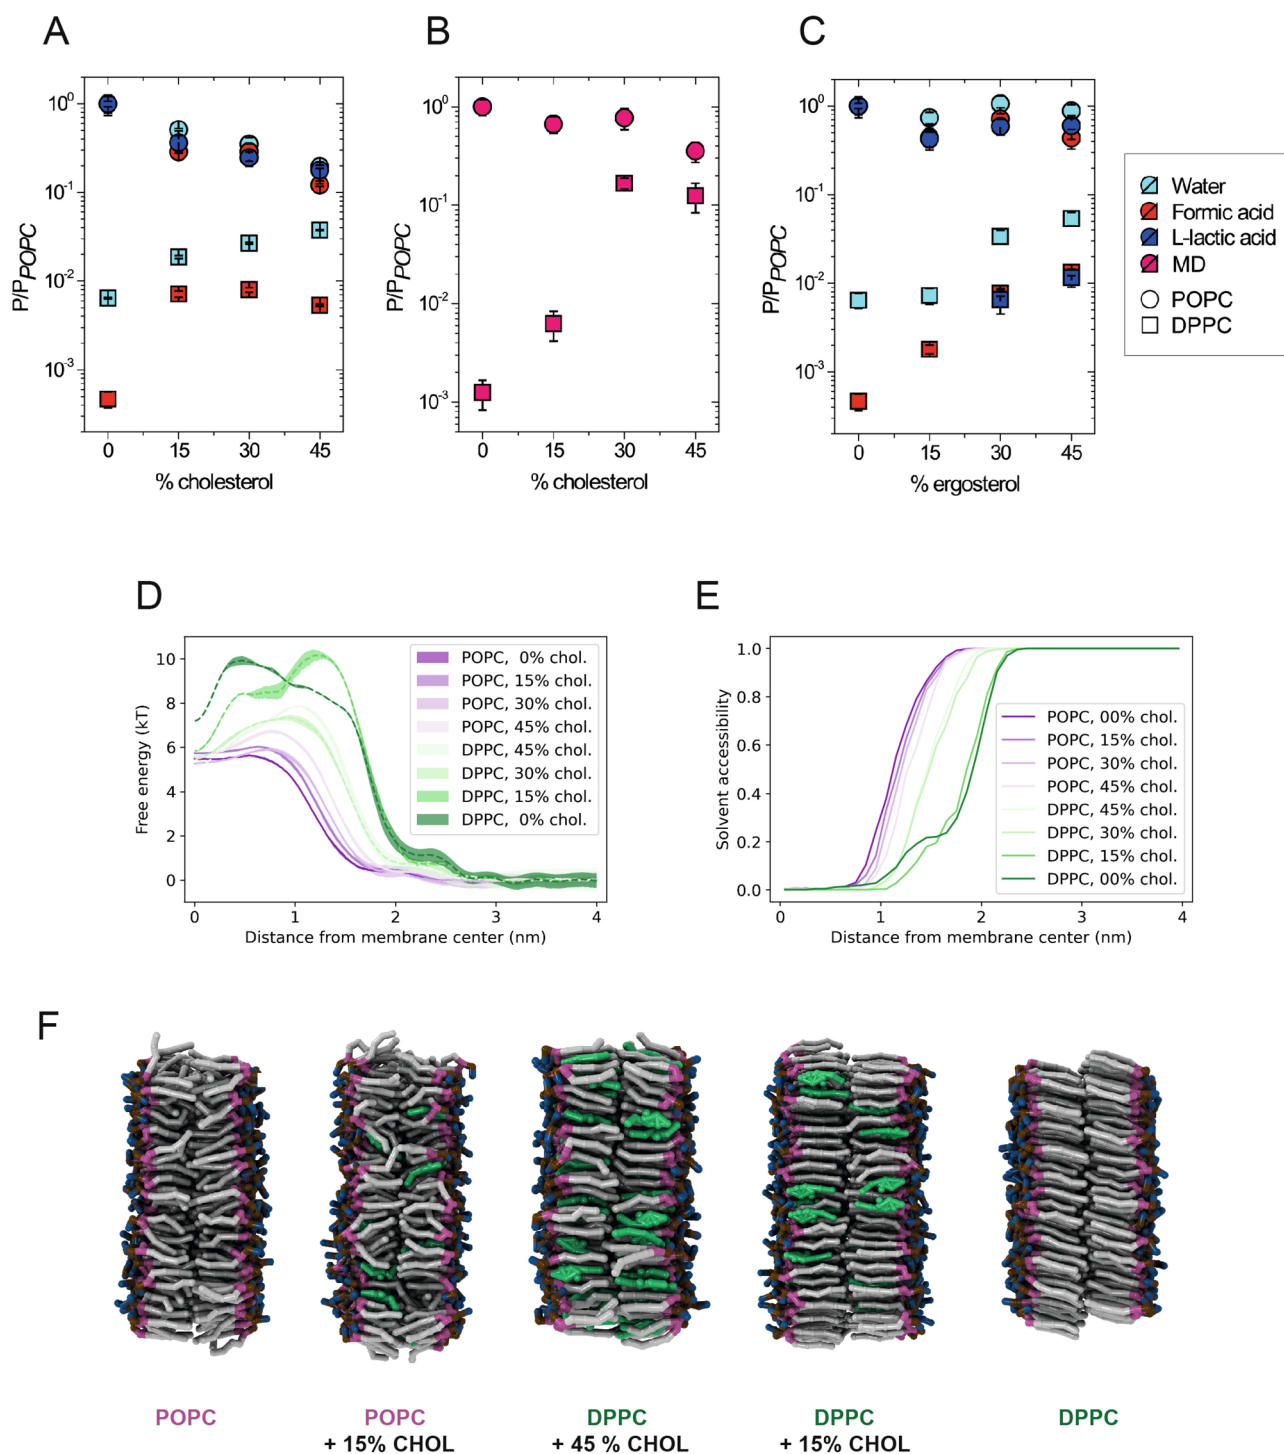 A
B
C
10⁰
10⁻¹
10⁻²
10⁻³
P/P_POPC
0 15 30 45
% cholesterol
10⁰
10⁻¹
10⁻²
10⁻³
P/P_POPC
0 15 30 45
% cholesterol
10⁰
10⁻¹
10⁻²
10⁻³
P/P_POPC
0 15 30 45
% ergosterol
Water
Formic acid
L-lactic acid
MD
POPC
DPPC
D
E
10
8
6
4
2
0
Free energy (kT)
POPC, 0% chol.
POPC, 15% chol.
POPC, 30% chol.
POPC, 45% chol.
DPPC, 45% chol.
DPPC, 30% chol.
DPPC, 15% chol.
DPPC, 0% chol.
0 1 2 3 4
Distance from membrane center (nm)
1.0
0.8
0.6
0.4
0.2
0.0
Solvent accessibility
POPC, 00% chol.
POPC, 15% chol.
POPC, 30% chol.
POPC, 45% chol.
DPPC, 45% chol.
DPPC, 30% chol.
DPPC, 15% chol.
DPPC, 00% chol.
0 1 2 3 4
Distance from membrane center (nm)
F
POPC
POPC
+ 15% CHOL
DPPC
+ 45 % CHOL
DPPC
+ 15% CHOL
DPPC